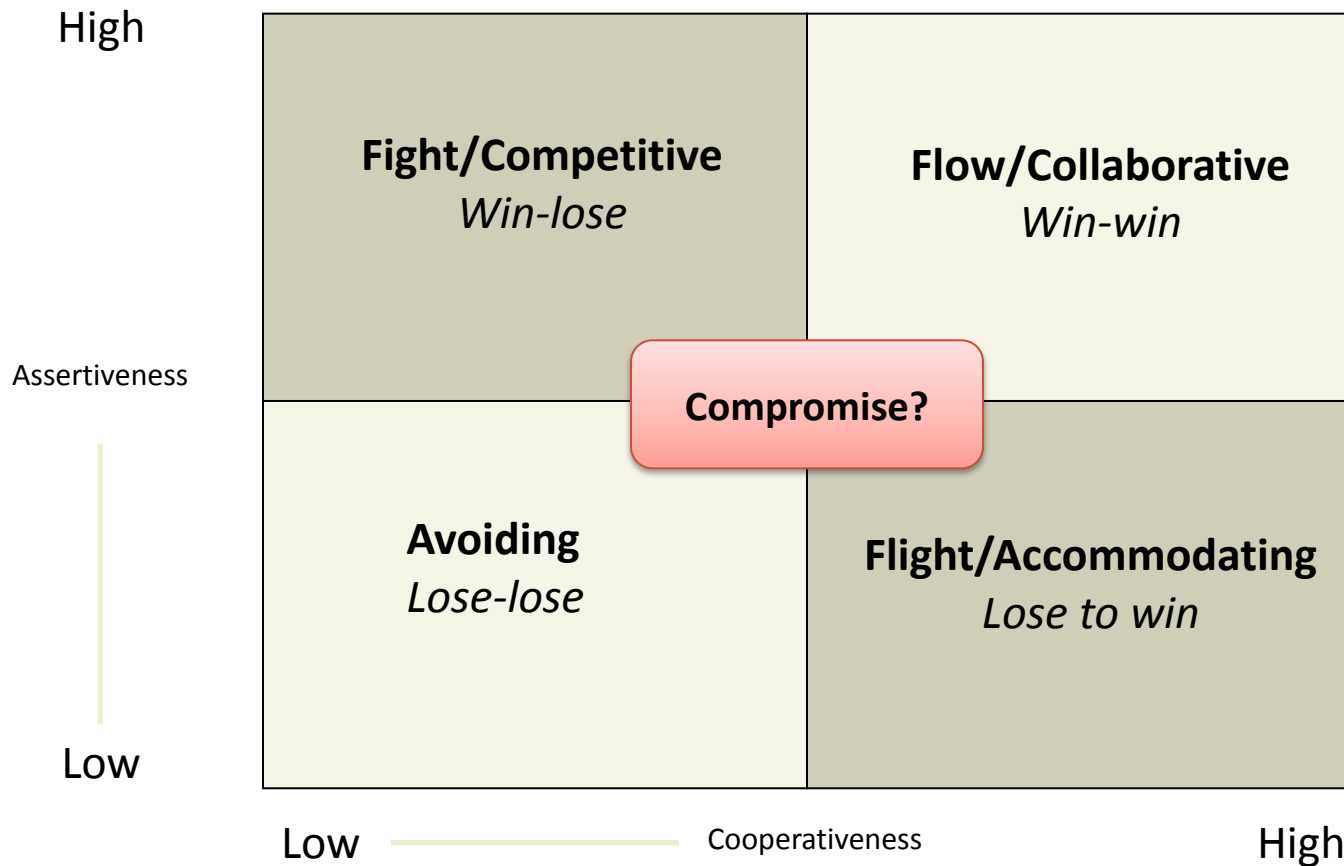 High
Fight/Competitive
Win-lose
Flow/Collaborative
Win-win
Assertiveness
Compromise?
Avoiding
Lose-lose
Flight/Accommodating
Lose to win
Low
Low
Cooperativeness
High